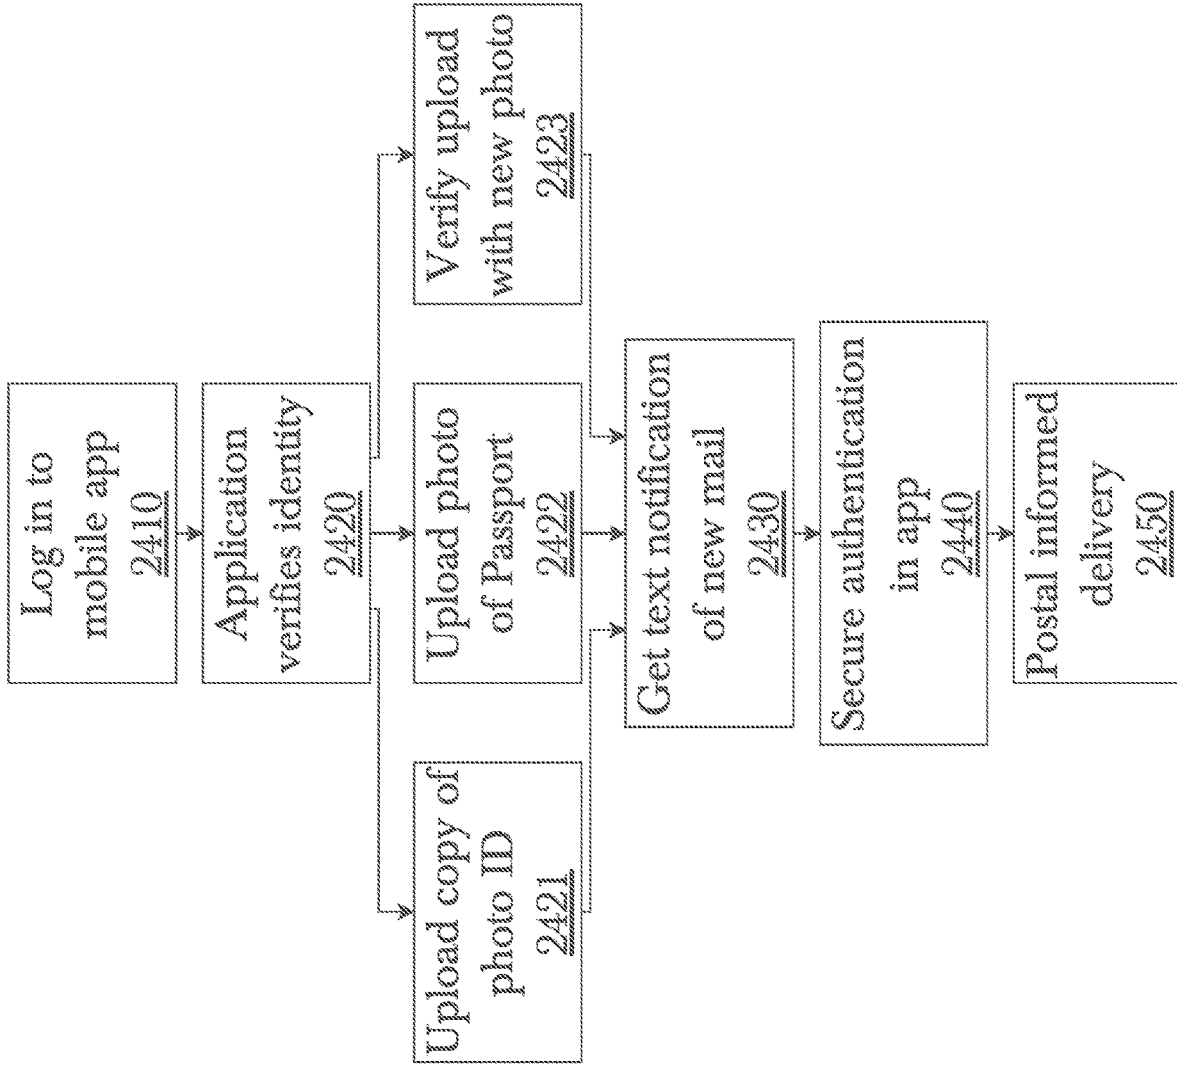 Log in to
mobile app
2410
Application
verifies identity
2420
Upload copy of
photo ID
2421
Upload photo
of Passport
2422
Verify upload
with new photo
2423
Get text notification
of new mail
2430
Secure authentication
in app
2440
Postal informed
delivery
2450